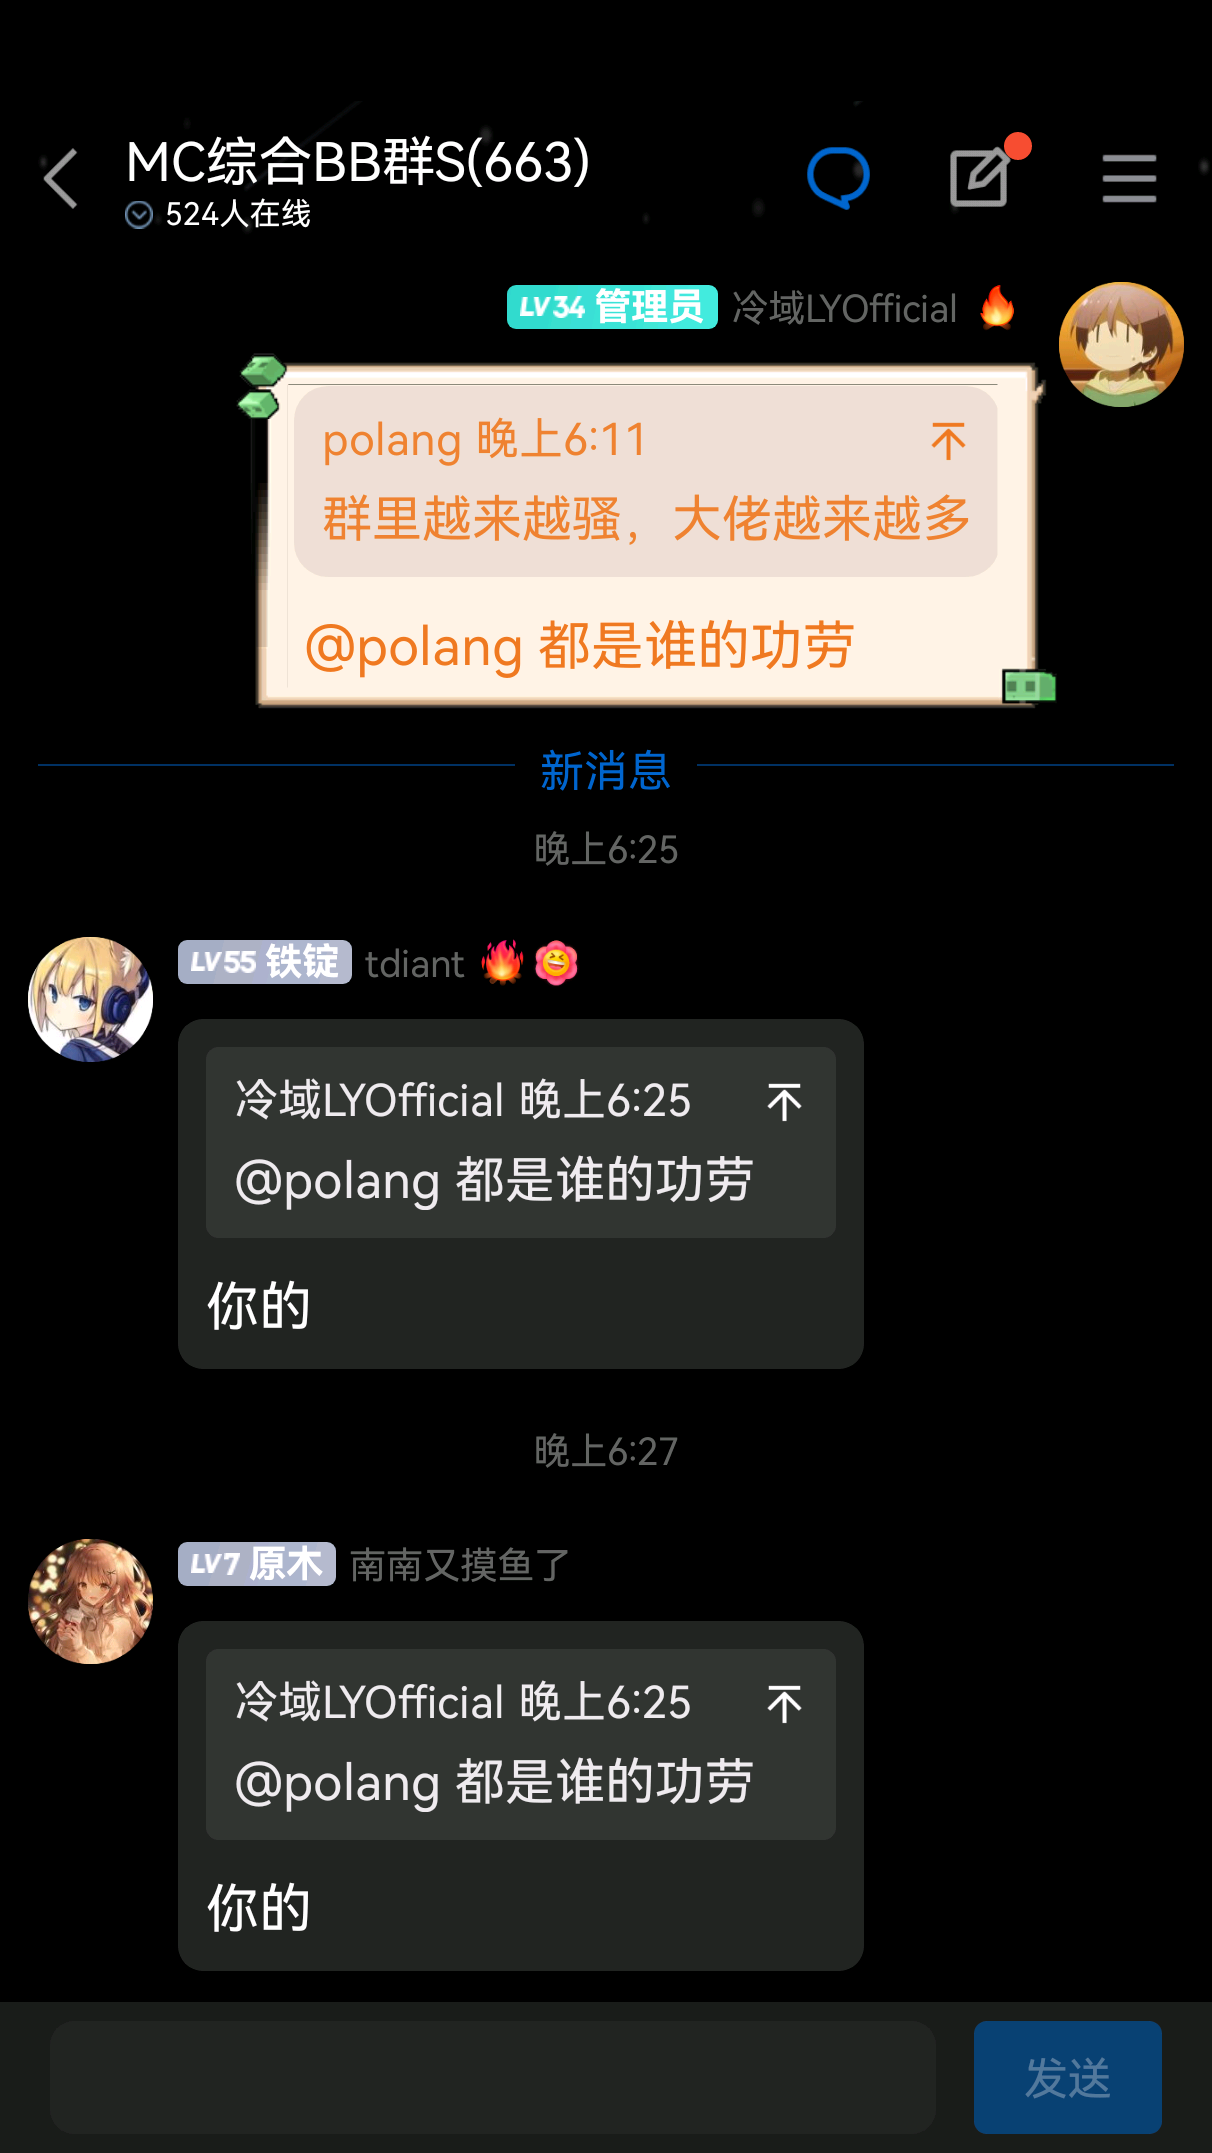 MC综合BB群S(663)
524人在线
LV34 管理员 冷域LYOfficial
polang 晚上6:11
群里越来越骚，大佬越来越多
@polang 都是谁的功劳
新消息
晚上6:25
LV55 铁锭 tdiant
冷域LYOfficial 晚上6:25
@polang 都是谁的功劳
你的
晚上6:27
LV7 原木 南南又摸鱼了
冷域LYOfficial 晚上6:25
@polang 都是谁的功劳
你的
发送